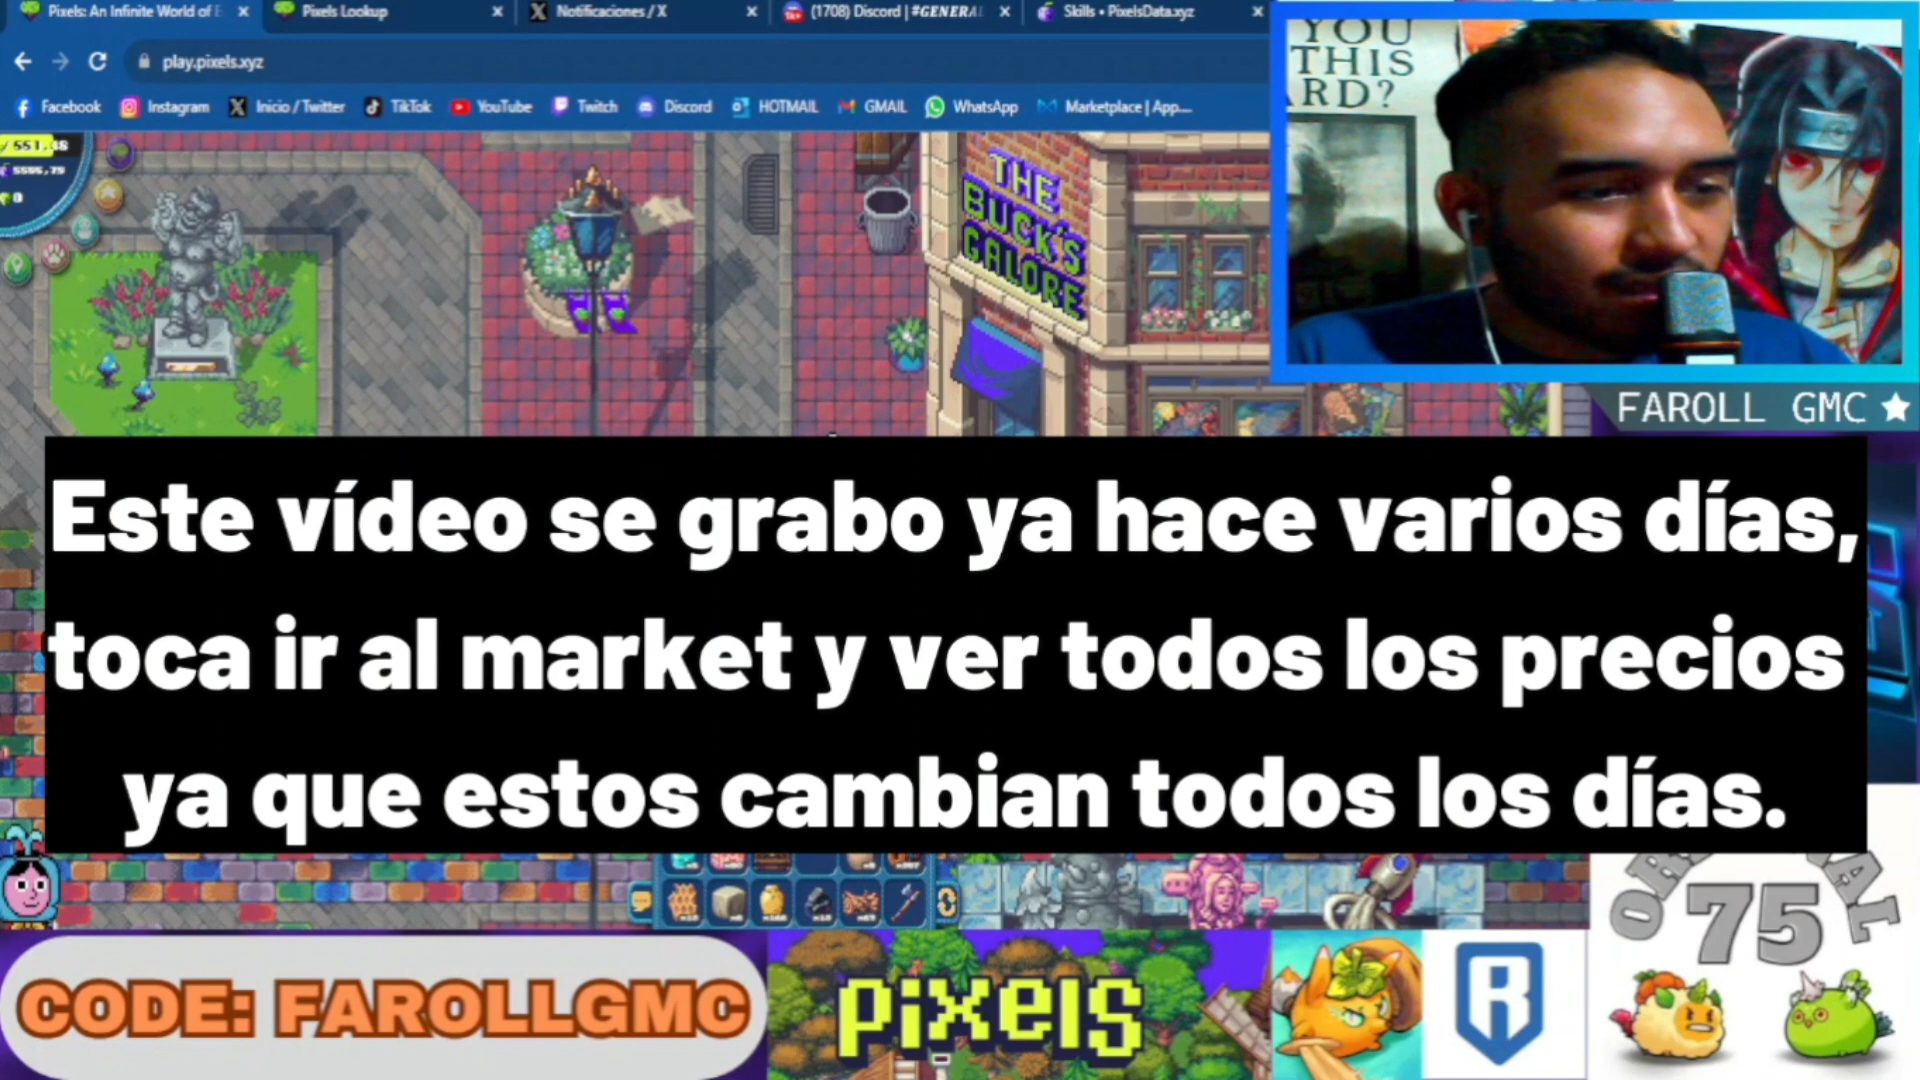 Pixels: An Infinite World of
Pixels Lookup
Notificaciones / X
(1708) Discord | #GENERAL
Skills • PixelsData.xyz
play.pixels.xyz
Facebook
Instagram
Inicio / Twitter
TikTok
YouTube
Twitch
Discord
HOTMAIL
GMAIL
WhatsApp
Marketplace | App....
YOU
THIS
ARD?
THE
BUCK'S
GALORE
FAROLL GMC
Este vídeo se grabo ya hace varios días,
toca ir al market y ver todos los precios
ya que estos cambian todos los días.
75
CODE: FAROLLGMC
pixels